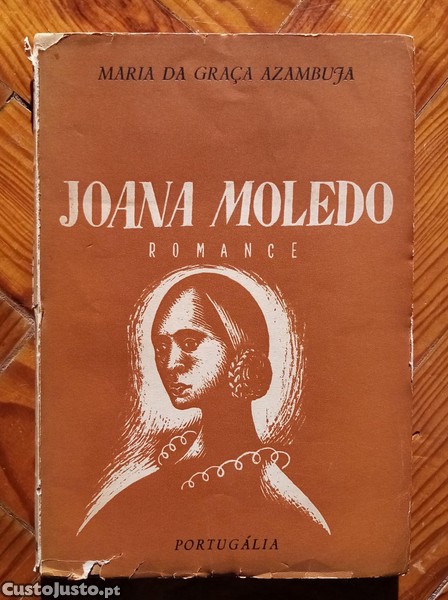 MARIA DA GRAÇA AZAMBUJA
JOANA MOLEDO
ROMANCE
PORTUGÁLIA
CustoJusto.pt